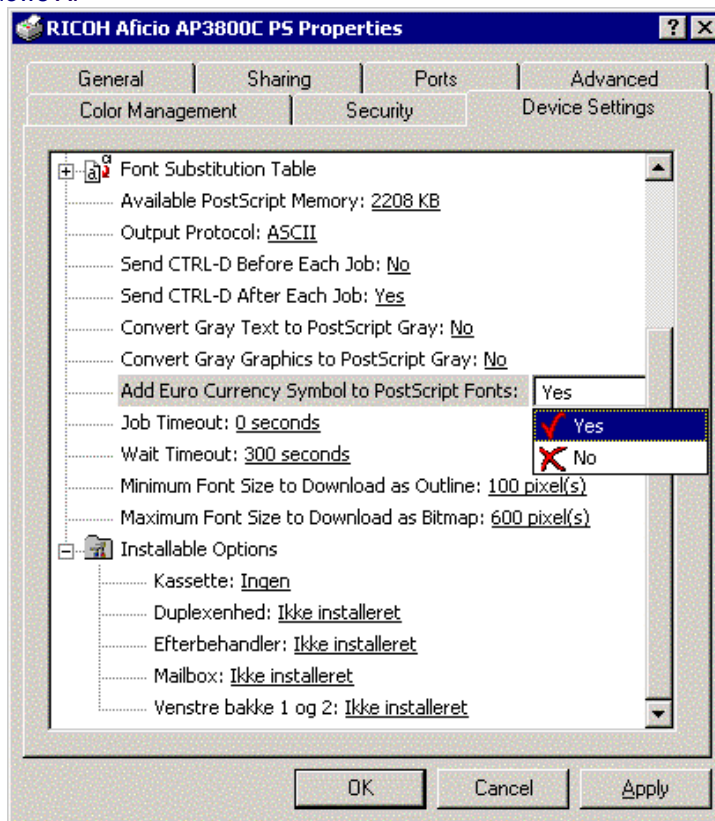 RICOH Aficio AP3800C PS Properties
General Sharing Ports Advanced
Color Management Security Device Settings
Font Substitution Table
Available PostScript Memory: 2208 KB
Output Protocol: ASCII
Send CTRL-D Before Each Job: No
Send CTRL-D After Each Job: Yes
Convert Gray Text to PostScript Gray: No
Convert Gray Graphics to PostScript Gray: No
Add Euro Currency Symbol to PostScript Fonts: Yes
Yes
No
Job Timeout: 0 seconds
Wait Timeout: 300 seconds
Minimum Font Size to Download as Outline: 100 pixel(s)
Maximum Font Size to Download as Bitmap: 600 pixel(s)
Installable Options
Kassette: Ingen
Duplexenhed: Ikke installeret
Efterbehandler: Ikke installeret
Mailbox: Ikke installeret
Venstre bakke 1 og 2: Ikke installeret
OK Cancel Apply